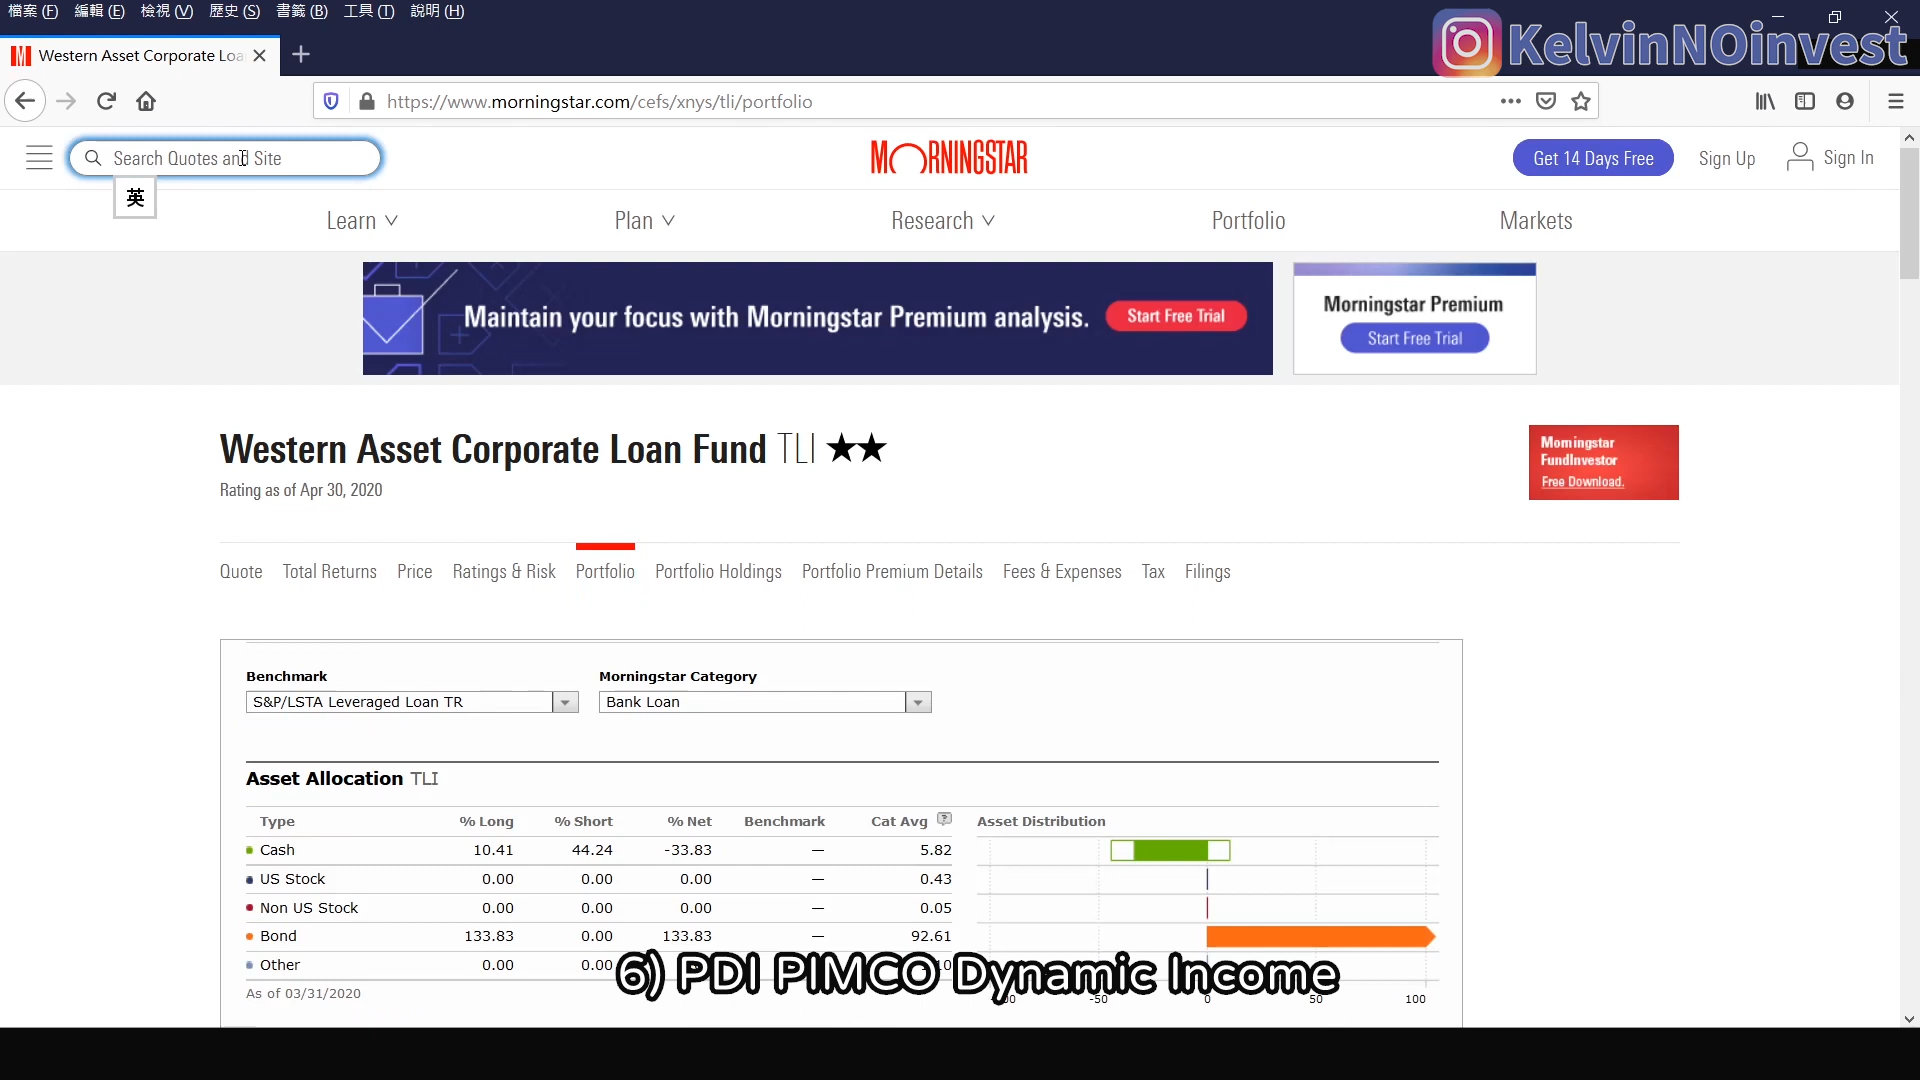 檔案 (F) 編輯 (E) 檢視 (V) 歷史 (S) 書籤 (B) 工具 (T) 說明 (H)
KelvinNOinvest
Western Asset Corporate Loa
https://www.morningstar.com/cefs/xnys/tli/portfolio
Search Quotes and Site
MORNINGSTAR
Get 14 Days Free
Sign Up
Sign In
英
Learn
Plan
Research
Portfolio
Markets
Maintain your focus with Morningstar Premium analysis.
Start Free Trial
Morningstar Premium
Start Free Trial
Western Asset Corporate Loan Fund TLI ★★
Rating as of Apr 30, 2020
Morningstar
FundInvestor
Free Download.
Quote Total Returns Price Ratings & Risk Portfolio Portfolio Holdings Portfolio Premium Details Fees & Expenses Tax Filings
Benchmark
S&P/LSTA Leveraged Loan TR
Morningstar Category
Bank Loan
Asset Allocation TLI
Type % Long % Short % Net Benchmark Cat Avg Asset Distribution
Cash 10.41 44.24 -33.83 — 5.82
US Stock 0.00 0.00 0.00 — 0.43
Non US Stock 0.00 0.00 0.00 — 0.05
Bond 133.83 0.00 133.83 — 92.61
Other 0.00 0.00
As of 03/31/2020
-50 0 50 100
6) PDI PIMCO Dynamic Income